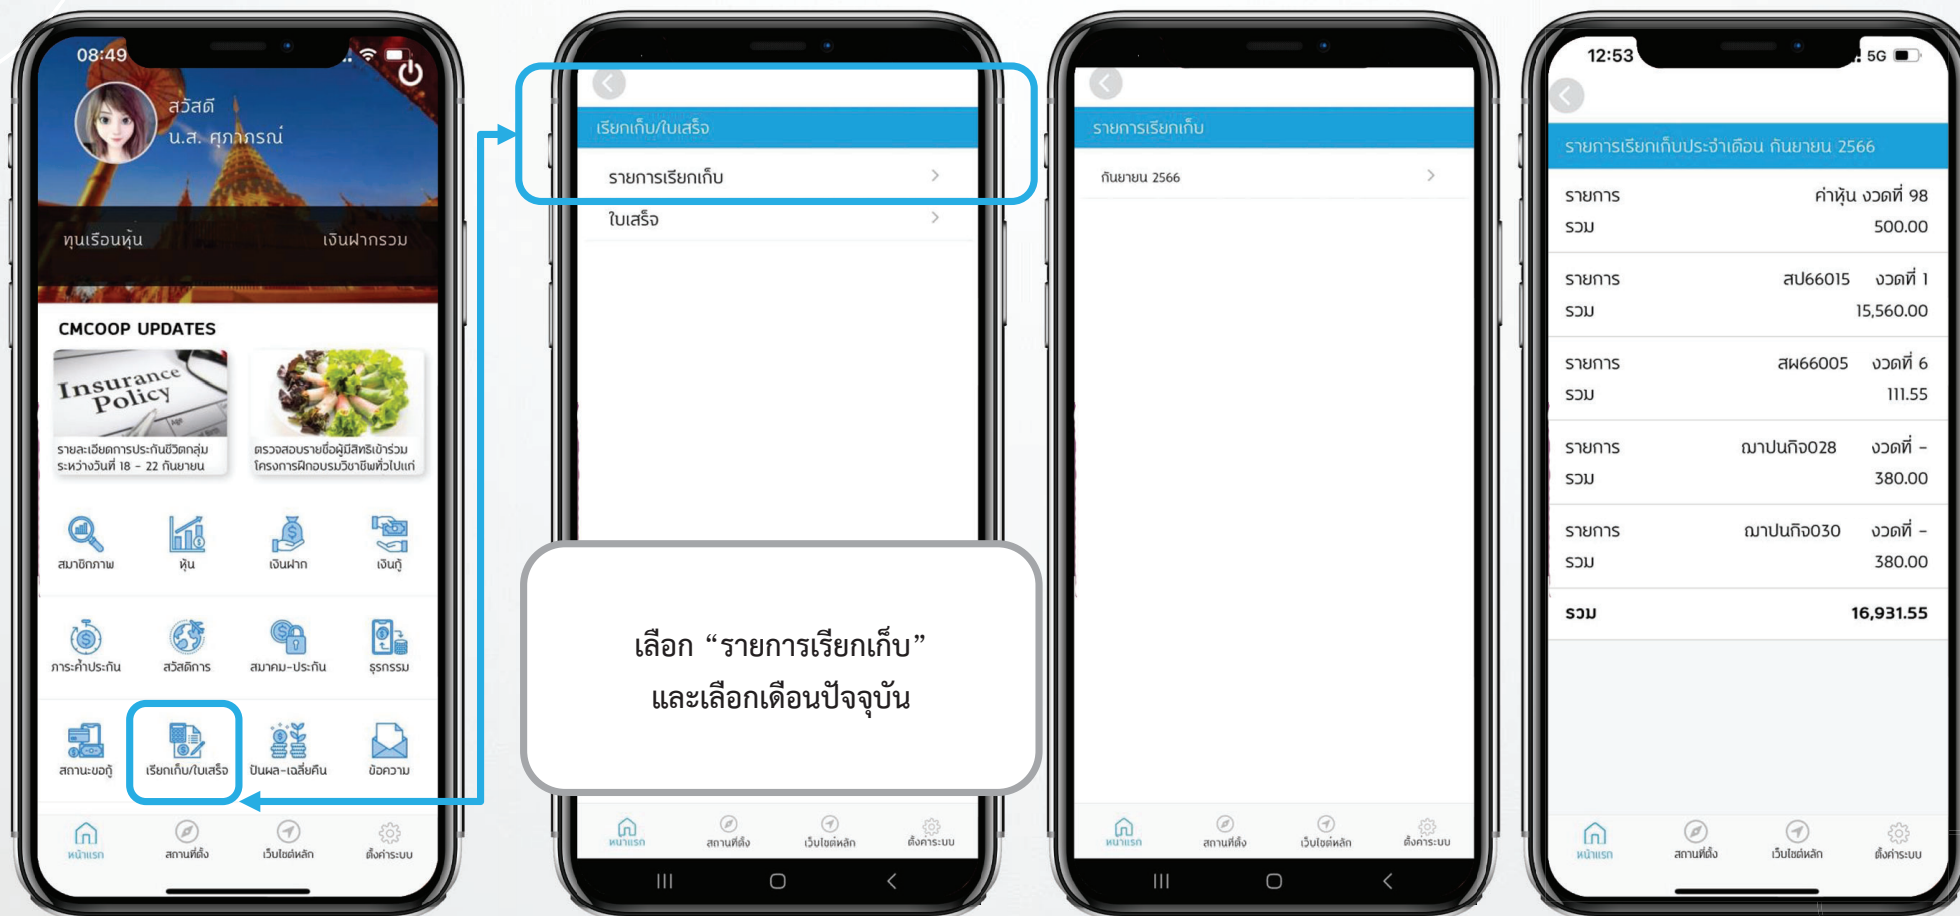 08:49
สวัสดี
น.ส. ศุภาภรณ์
ทุนเรือนหุ้น เงินฝากรวม
CMCOOP UPDATES
Insurance
Policy
Age
รายละเอียดการประกันชีวิตกลุ่ม
ระหว่างวันที่ 18 - 22 กันยายน
ตรวจสอบรายชื่อผู้มีสิทธิเข้าร่วม
โครงการฝึกอบรมวิชาชีพทั่วไปแก่
สมาชิกภาพ หุ้น เงินฝาก เงินกู้
ภาระค้ำประกัน สวัสดิการ สมาคม-ประกัน ธุรกรรม
สถานะขอกู้ เรียกเก็บ/ใบเสร็จ ปันผล-เฉลี่ยคืน ข้อความ
หน้าแรก สถานที่ตั้ง เว็บไซต์หลัก ตั้งค่าระบบ
เรียกเก็บ/ใบเสร็จ
รายการเรียกเก็บ
ใบเสร็จ
เลือก “รายการเรียกเก็บ”
และเลือกเดือนปัจจุบัน
หน้าแรก สถานที่ตั้ง เว็บไซต์หลัก ตั้งค่าระบบ
รายการเรียกเก็บ
กันยายน 2566
หน้าแรก สถานที่ตั้ง เว็บไซต์หลัก ตั้งค่าระบบ
12:53 5G
รายการเรียกเก็บประจำเดือน กันยายน 2566
รายการ ค่าหุ้น งวดที่ 98
รวม 500.00
รายการ สป66015 งวดที่ 1
รวม 15,560.00
รายการ สผ66005 งวดที่ 6
รวม 111.55
รายการ ฌาปนกิจ028 งวดที่ -
รวม 380.00
รายการ ฌาปนกิจ030 งวดที่ -
รวม 380.00
รวม 16,931.55
หน้าแรก สถานที่ตั้ง เว็บไซต์หลัก ตั้งค่าระบบ